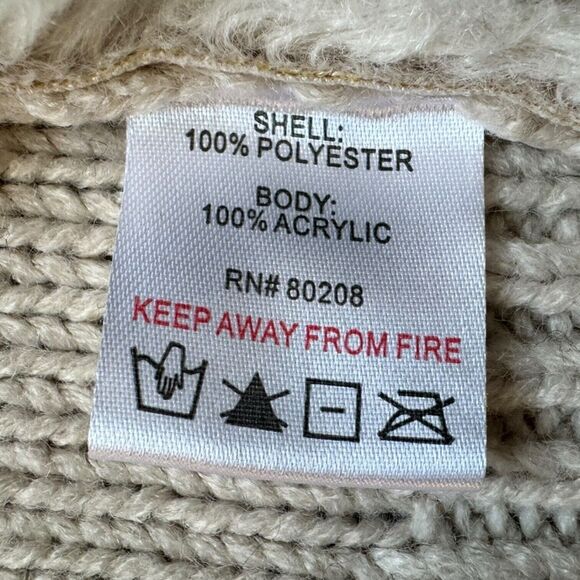 SHELL:
100% POLYESTER
BODY:
100% ACRYLIC
RN# 80208
KEEP AWAY FROM FIRE